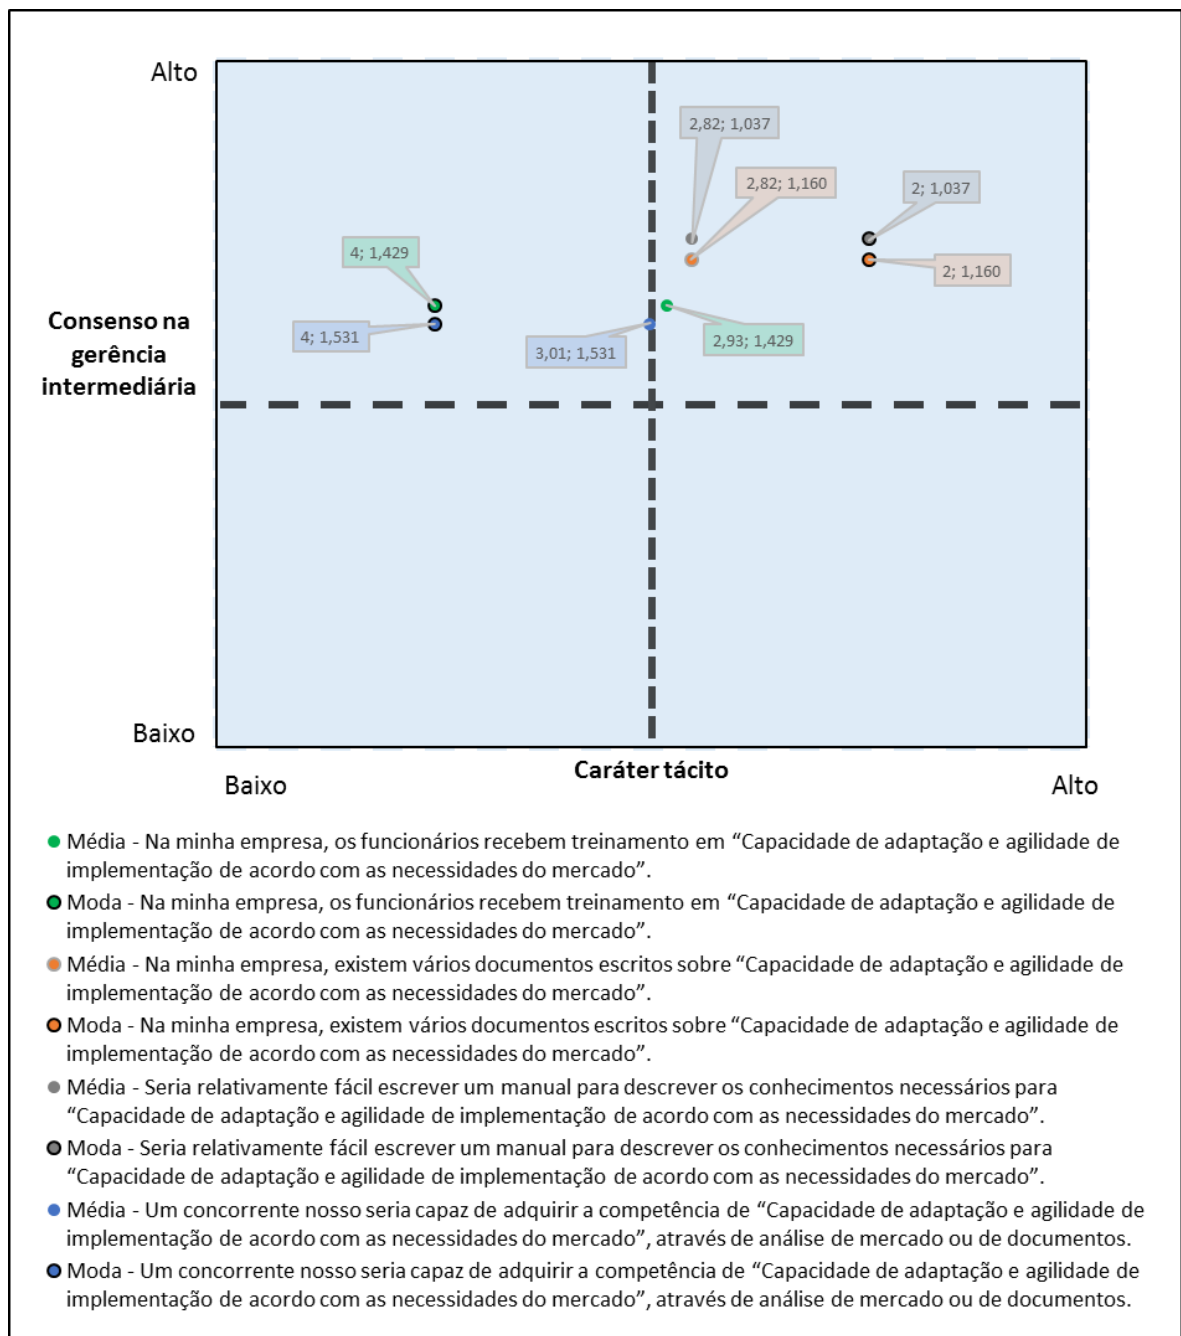 Alto
2,82; 1,037
2,82; 1,160
2; 1,037
4; 1,429
2; 1,160
Consenso na
gerência
intermediária
4; 1,531
3,01; 1,531
2,93; 1,429
Baixo
Caráter tácito
Baixo
Alto
Média - Na minha empresa, os funcionários recebem treinamento em “Capacidade de adaptação e agilidade de
implementação de acordo com as necessidades do mercado”.
Moda - Na minha empresa, os funcionários recebem treinamento em “Capacidade de adaptação e agilidade de
implementação de acordo com as necessidades do mercado”.
Média - Na minha empresa, existem vários documentos escritos sobre “Capacidade de adaptação e agilidade de
implementação de acordo com as necessidades do mercado”.
Moda - Na minha empresa, existem vários documentos escritos sobre “Capacidade de adaptação e agilidade de
implementação de acordo com as necessidades do mercado”.
Média - Seria relativamente fácil escrever um manual para descrever os conhecimentos necessários para
“Capacidade de adaptação e agilidade de implementação de acordo com as necessidades do mercado”.
Moda - Seria relativamente fácil escrever um manual para descrever os conhecimentos necessários para
“Capacidade de adaptação e agilidade de implementação de acordo com as necessidades do mercado”.
Média - Um concorrente nosso seria capaz de adquirir a competência de “Capacidade de adaptação e agilidade de
implementação de acordo com as necessidades do mercado”, através de análise de mercado ou de documentos.
Moda - Um concorrente nosso seria capaz de adquirir a competência de “Capacidade de adaptação e agilidade de
implementação de acordo com as necessidades do mercado”, através de análise de mercado ou de documentos.